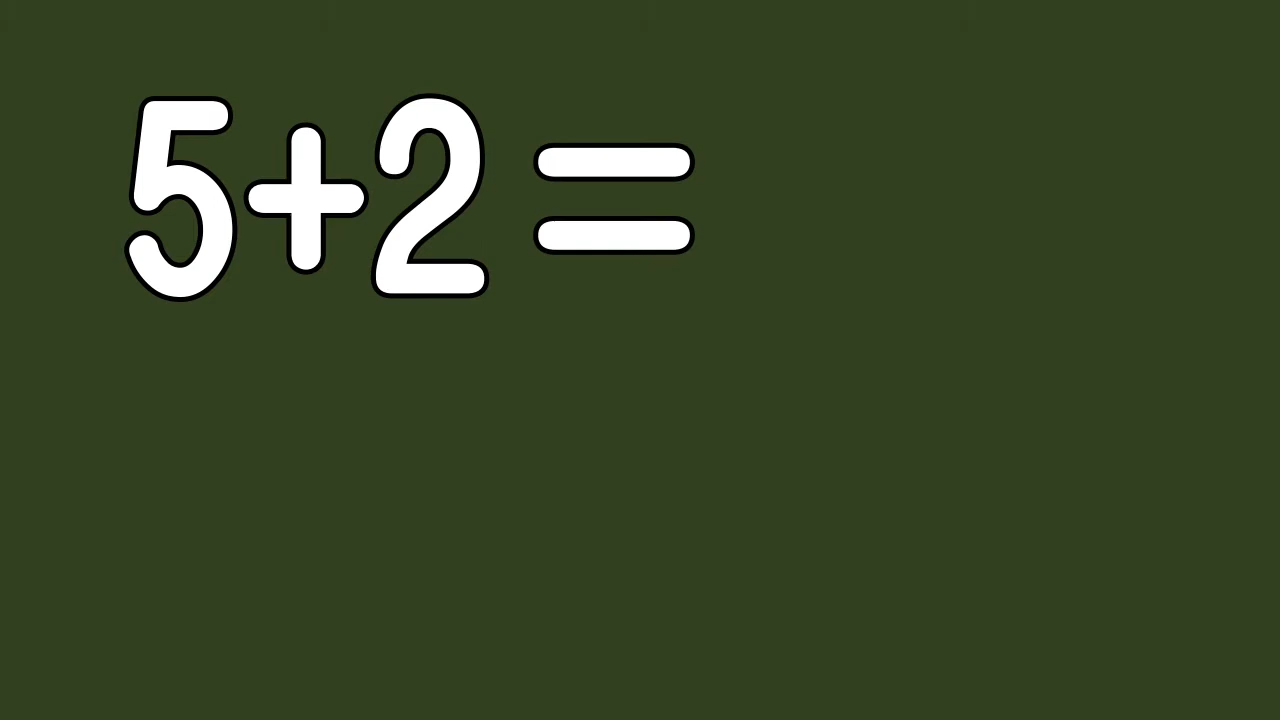 5+2 =